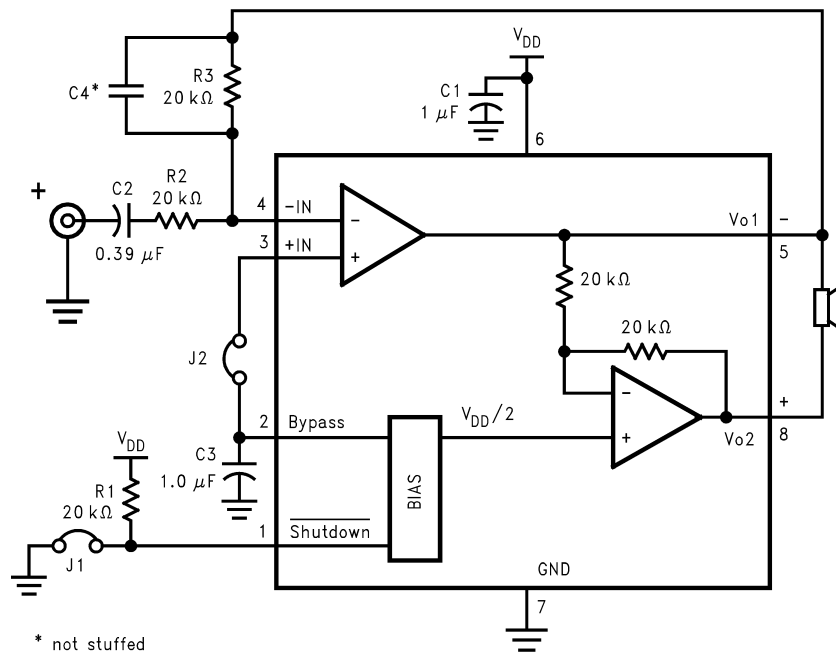 V_DD
C4*
R3
20 kΩ
C1
1 µF
6
+
C2
R2
20 kΩ
0.39 µF
4
-IN
3
+IN
−
+
Vo1
−
5
20 kΩ
20 kΩ
J2
2
Bypass
V_DD/2
−
+
+
8
Vo2
C3
1.0 µF
V_DD
R1
20 kΩ
BIAS
1
Shutdown
J1
GND
7
* not stuffed